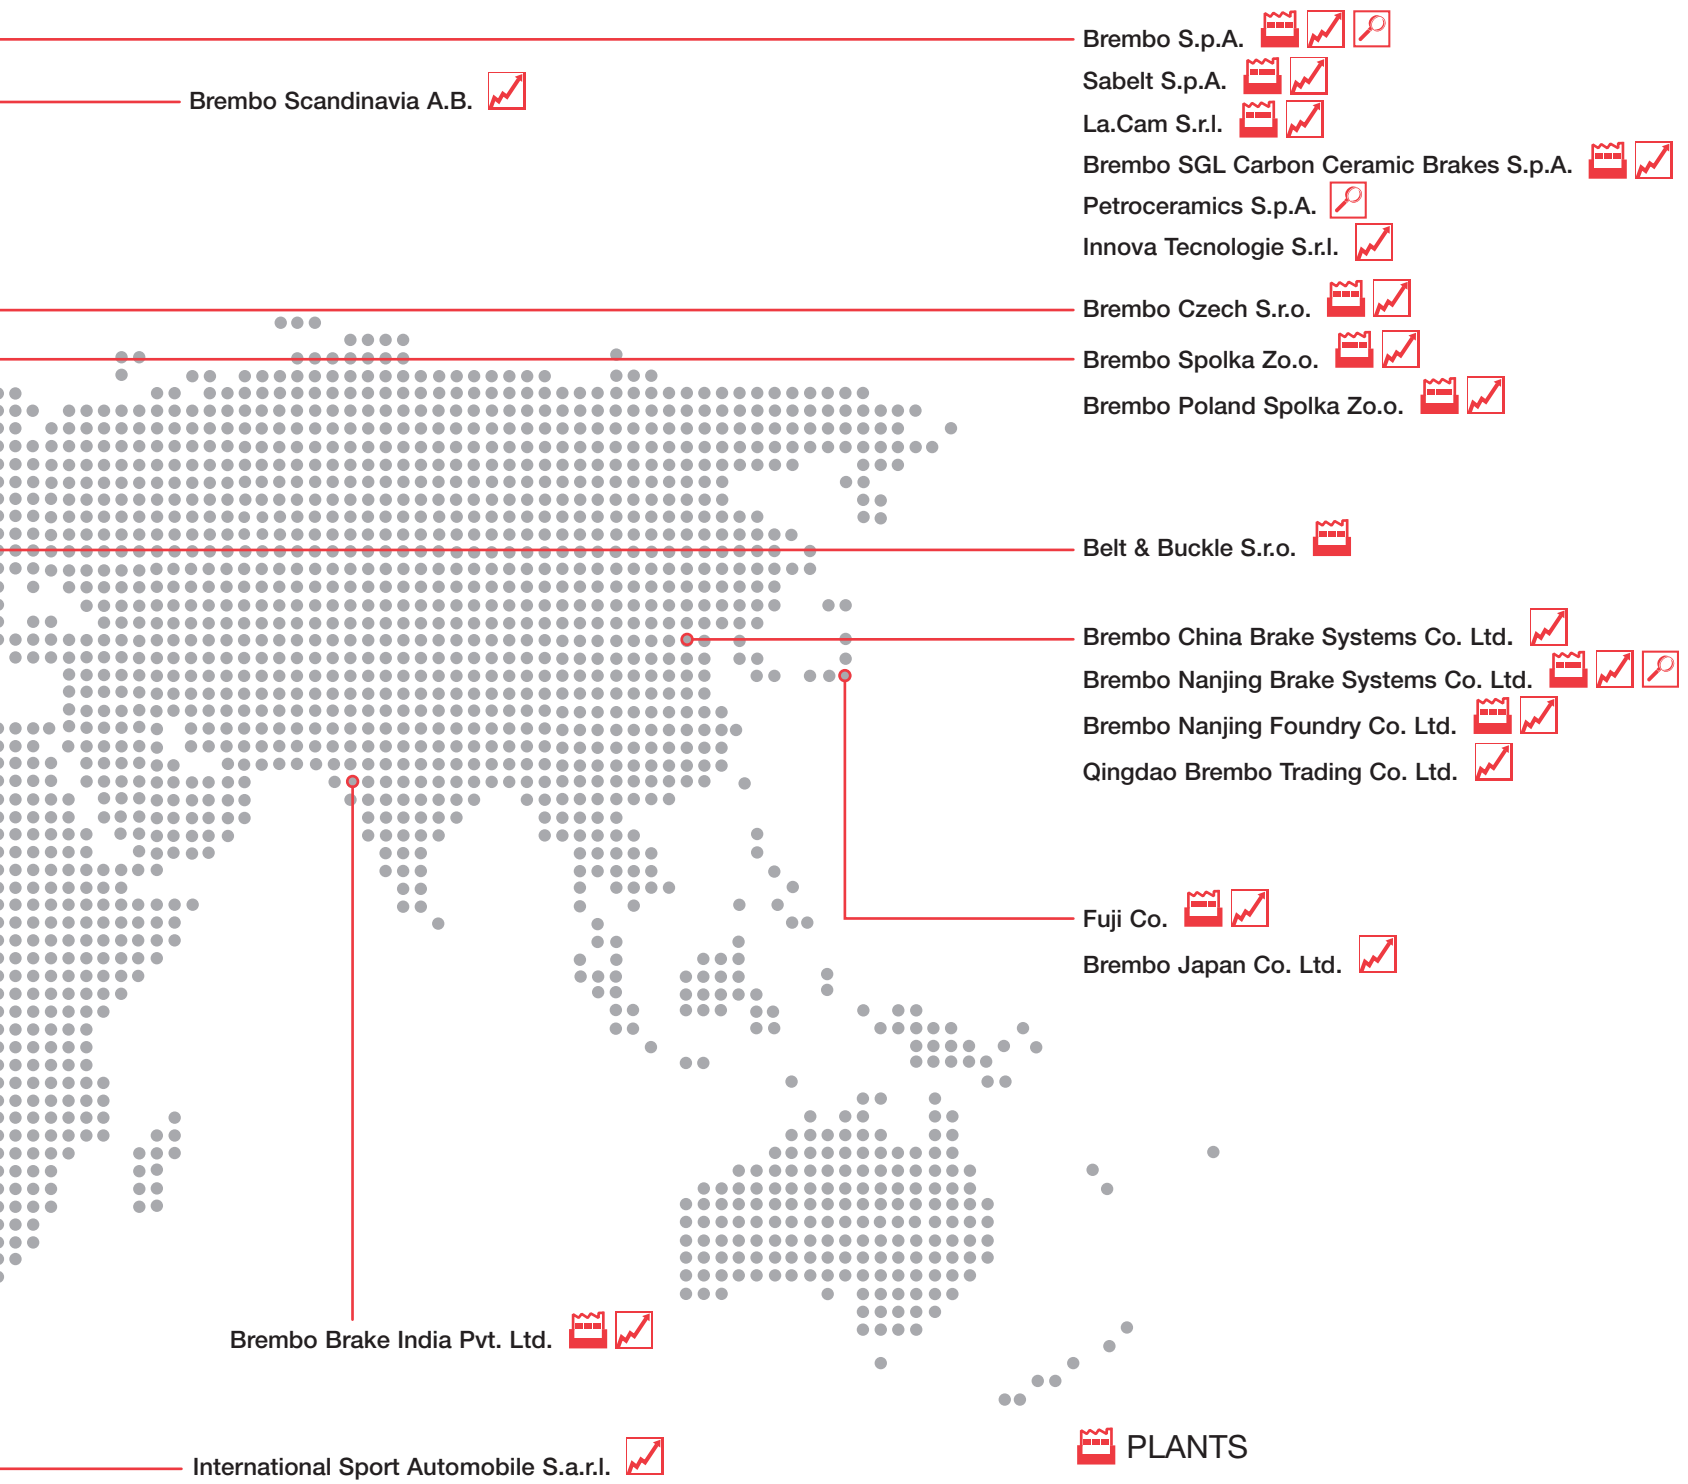 Brembo S.p.A.
Brembo Scandinavia A.B.
Sabelt S.p.A.
La.Cam S.r.l.
Brembo SGL Carbon Ceramic Brakes S.p.A.
Petroceramics S.p.A.
Innova Tecnologie S.r.l.
Brembo Czech S.r.o.
Brembo Spolka Zo.o.
Brembo Poland Spolka Zo.o.
Belt & Buckle S.r.o.
Brembo China Brake Systems Co. Ltd.
Brembo Nanjing Brake Systems Co. Ltd.
Brembo Nanjing Foundry Co. Ltd.
Qingdao Brembo Trading Co. Ltd.
Fuji Co.
Brembo Japan Co. Ltd.
Brembo Brake India Pvt. Ltd.
PLANTS
International Sport Automobile S.a.r.l.